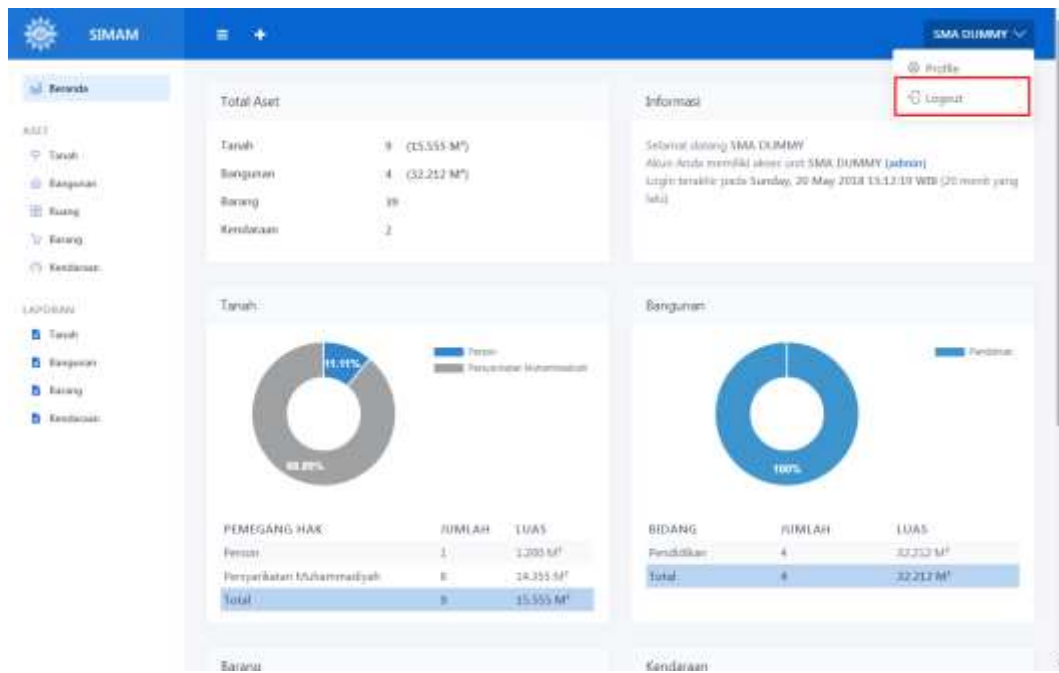 SIMAM
SMA DUMMY
Profile
Logout
Beranda
ASET
Tanah
Bangunan
Ruang
Barang
Kendaraan
LAPORAN
Tanah
Bangunan
Barang
Kendaraan
Total Aset
Tanah 9 (15.555 M²)
Bangunan 4 (32.212 M²)
Barang 39
Kendaraan 2
Informasi
Selamat datang SMA DUMMY
Akun Anda memiliki akses unit SMA DUMMY (admin)
Login terakhir pada Sunday, 20 May 2018 13:12:19 WIB (20 menit yang
lalu)
Tanah
11.11%
88.89%
Person
Persyarikatan Muhammadiyah
PEMEGANG HAK JUMLAH LUAS
Person 1 1.200 M²
Persyarikatan Muhammadiyah 8 14.355 M²
Total 9 15.555 M²
Bangunan
100%
Pendidikan
BIDANG JUMLAH LUAS
Pendidikan 4 32.212 M²
Total 4 32.212 M²
Barang
Kendaraan